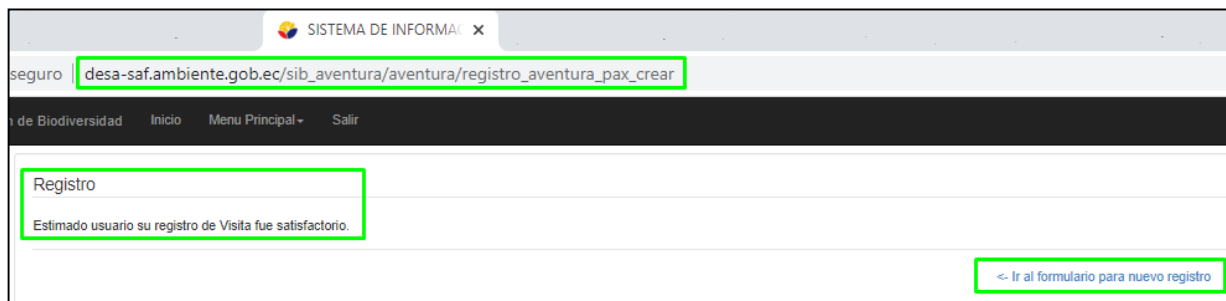 SISTEMA DE INFORMAC
seguro | desa-saf.ambiente.gob.ec/sib_aventura/aventura/registro_aventura_pax_crear
n de Biodiversidad Inicio Menu Principal Salir
Registro
Estimado usuario su registro de Visita fue satisfactorio.
<- Ir al formulario para nuevo registro